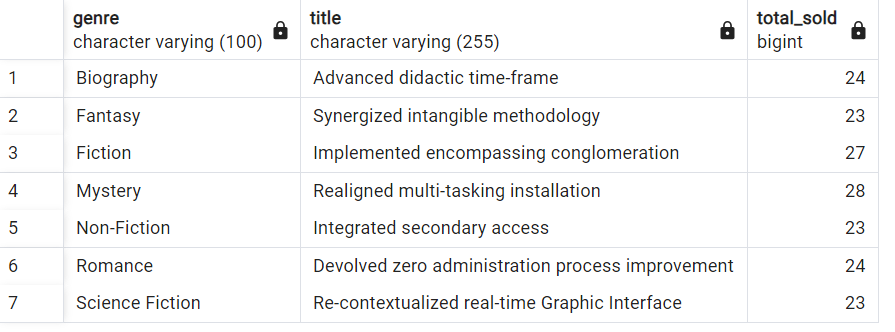 genre title total_sold
character varying (100) character varying (255) bigint
1 Biography Advanced didactic time-frame 24
2 Fantasy Synergized intangible methodology 23
3 Fiction Implemented encompassing conglomeration 27
4 Mystery Realigned multi-tasking installation 28
5 Non-Fiction Integrated secondary access 23
6 Romance Devolved zero administration process improvement 24
7 Science Fiction Re-contextualized real-time Graphic Interface 23